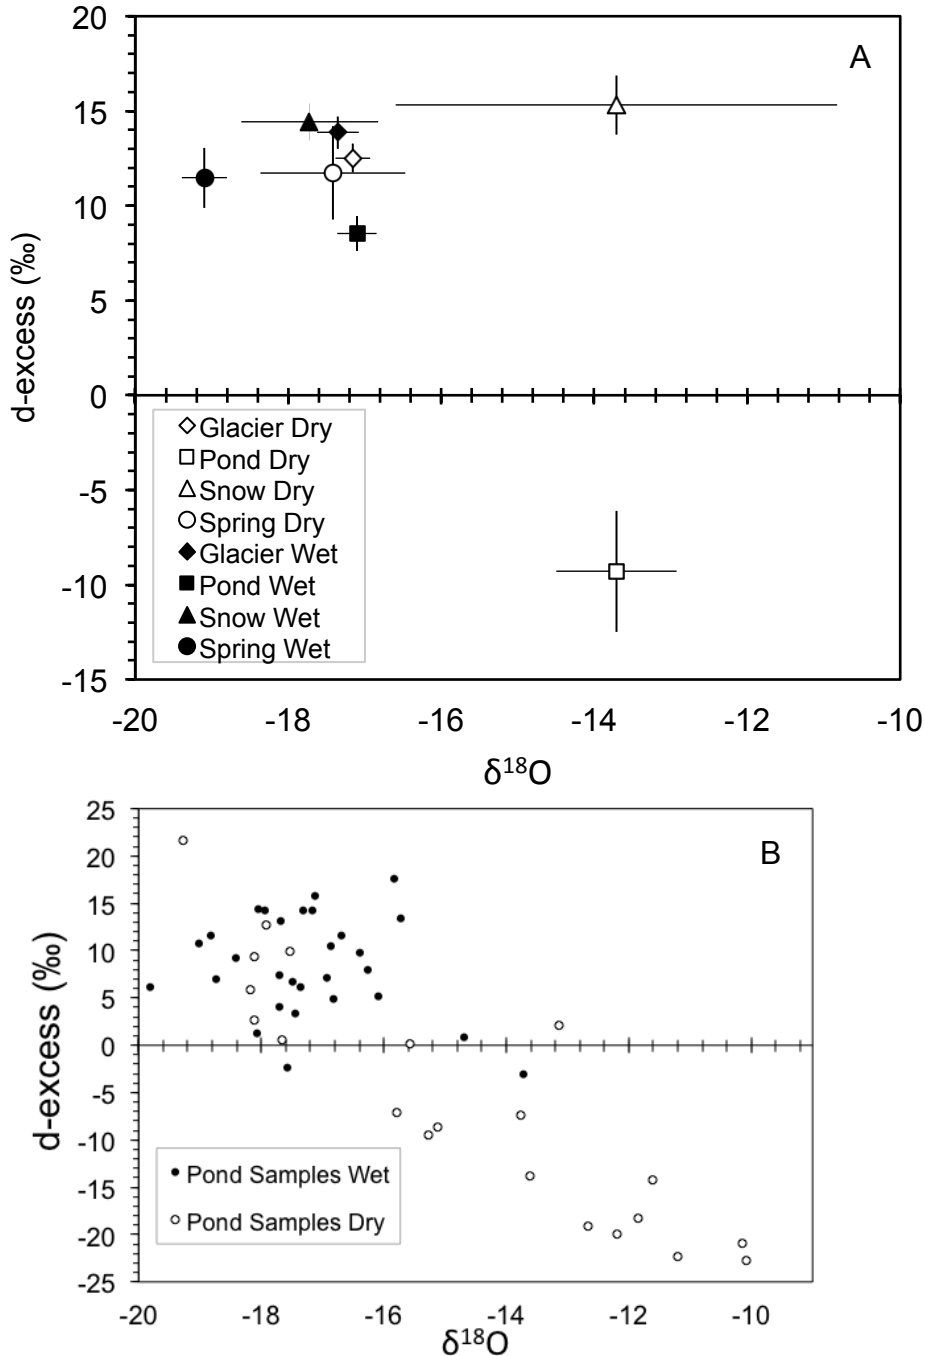 20
A
15
10
5
0
-5
-10
-15
d-excess (‰)
Glacier Dry
Pond Dry
Snow Dry
Spring Dry
Glacier Wet
Pond Wet
Snow Wet
Spring Wet
-20 -18 -16 -14 -12 -10
δ¹⁸O
25
B
20
15
10
5
0
-5
-10
-15
-20
-25
d-excess (‰)
Pond Samples Wet
Pond Samples Dry
-20 -18 -16 -14 -12 -10
δ¹⁸O